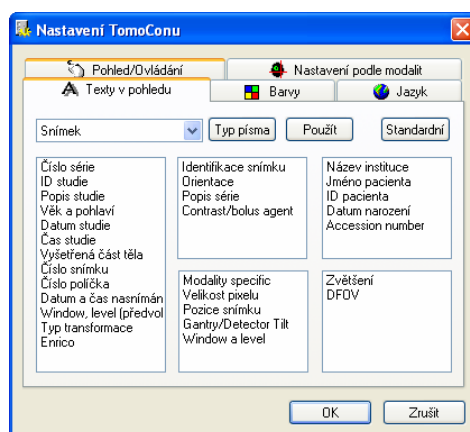 Nastavení TomoConu
Pohled/Ovládání
Nastavení podle modalit
Texty v pohledu
Barvy
Jazyk
Snímek
Typ písma
Použít
Standardní
Číslo série
ID studie
Popis studie
Věk a pohlaví
Datum studie
Čas studie
Vyšetřená část těla
Číslo snímku
Číslo políčka
Datum a čas nasnímán
Window, level (předvol
Typ transformace
Enrico
Identifikace snímku
Orientace
Popis série
Contrast/bolus agent
Název instituce
Jméno pacienta
ID pacienta
Datum narození
Accession number
Modality specific
Velikost pixelu
Pozice snímku
Gantry/Detector Tilt
Window a level
Zvětšení
DFOV
OK
Zrušit